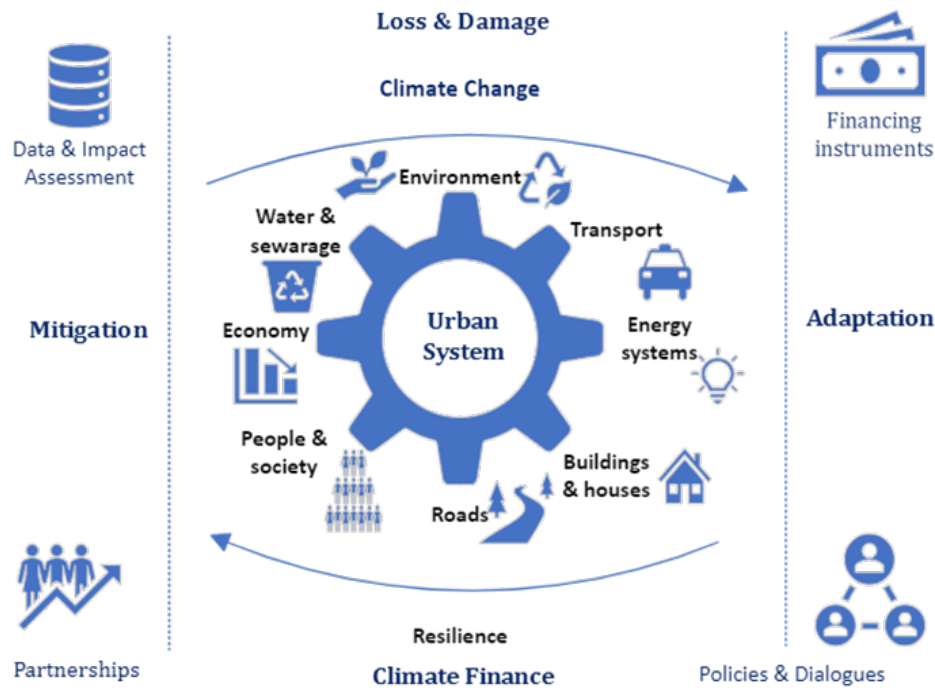 Loss & Damage
Climate Change
Data & Impact
Assessment
Financing
instruments
Environment
Water &
sewarage
Transport
Mitigation
Economy
Urban
System
Energy
systems
Adaptation
People &
society
Buildings
& houses
Roads
Resilience
Partnerships
Climate Finance
Policies & Dialogues